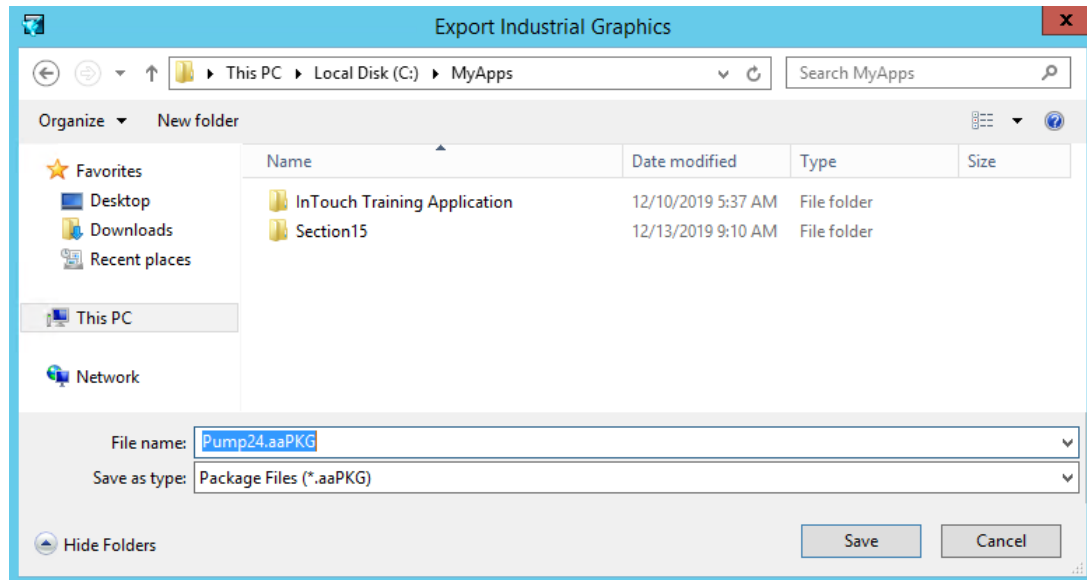 Export Industrial Graphics
x
This PC Local Disk (C:) MyApps
Search MyApps
Organize New folder
Name Date modified Type Size
Favorites
Desktop
Downloads
Recent places
This PC
Network
InTouch Training Application 12/10/2019 5:37 AM File folder
Section15 12/13/2019 9:10 AM File folder
File name: Pump24.aaPKG
Save as type: Package Files (*.aaPKG)
Hide Folders
Save Cancel